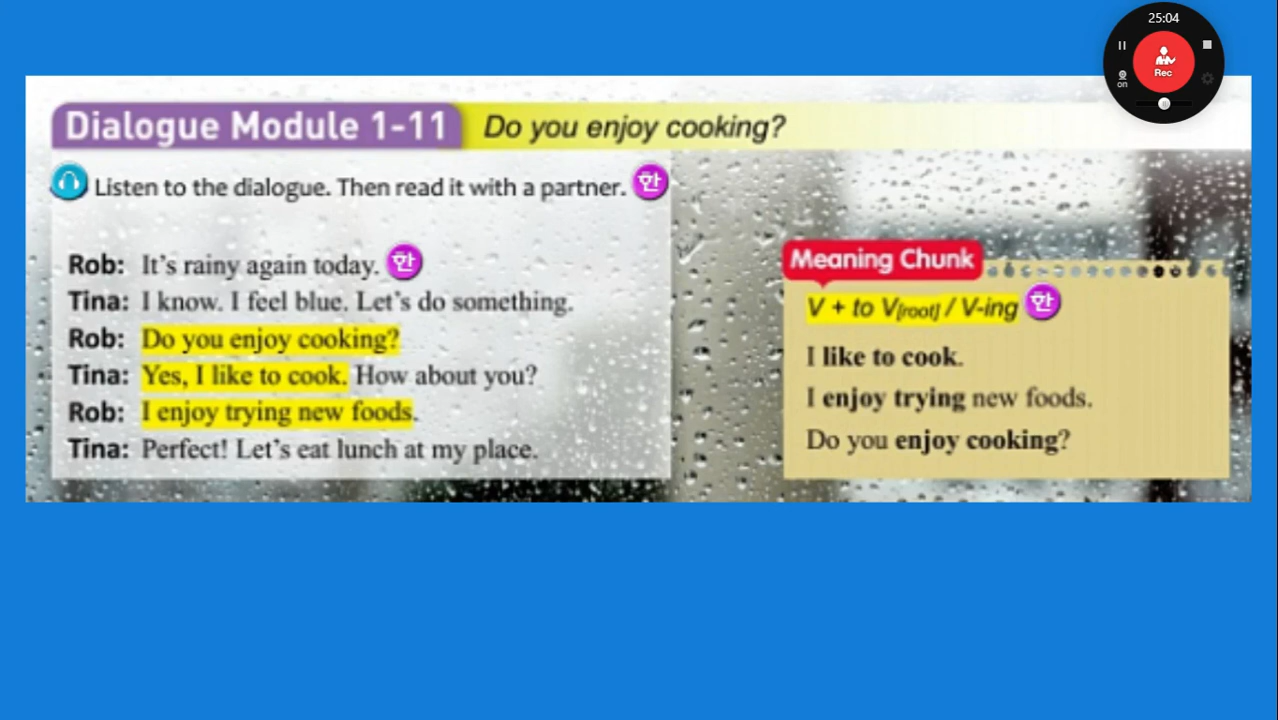 25:04
Rec
on
Dialogue Module 1-11 Do you enjoy cooking?
Listen to the dialogue. Then read it with a partner. 한
Rob: It's rainy again today. 한
Tina: I know. I feel blue. Let's do something.
Rob: Do you enjoy cooking?
Tina: Yes, I like to cook. How about you?
Rob: I enjoy trying new foods.
Tina: Perfect! Let's eat lunch at my place.
Meaning Chunk
V + to V[root] / V-ing 한
I like to cook.
I enjoy trying new foods.
Do you enjoy cooking?